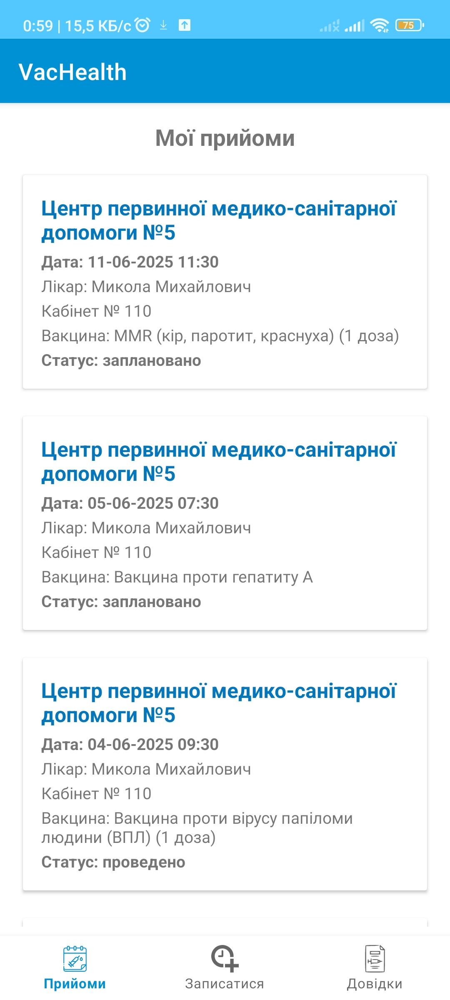 0:59 | 15,5 КБ/с
75
VacHealth
Мої прийоми
Центр первинної медико-санітарної
допомоги №5
Дата: 11-06-2025 11:30
Лікар: Микола Михайлович
Кабінет № 110
Вакцина: MMR (кір, паротит, краснуха) (1 доза)
Статус: заплановано
Центр первинної медико-санітарної
допомоги №5
Дата: 05-06-2025 07:30
Лікар: Микола Михайлович
Кабінет № 110
Вакцина: Вакцина проти гепатиту А
Статус: заплановано
Центр первинної медико-санітарної
допомоги №5
Дата: 04-06-2025 09:30
Лікар: Микола Михайлович
Кабінет № 110
Вакцина: Вакцина проти вірусу папіломи
людини (ВПЛ) (1 доза)
Статус: проведено
Прийоми
Записатися
Довідки